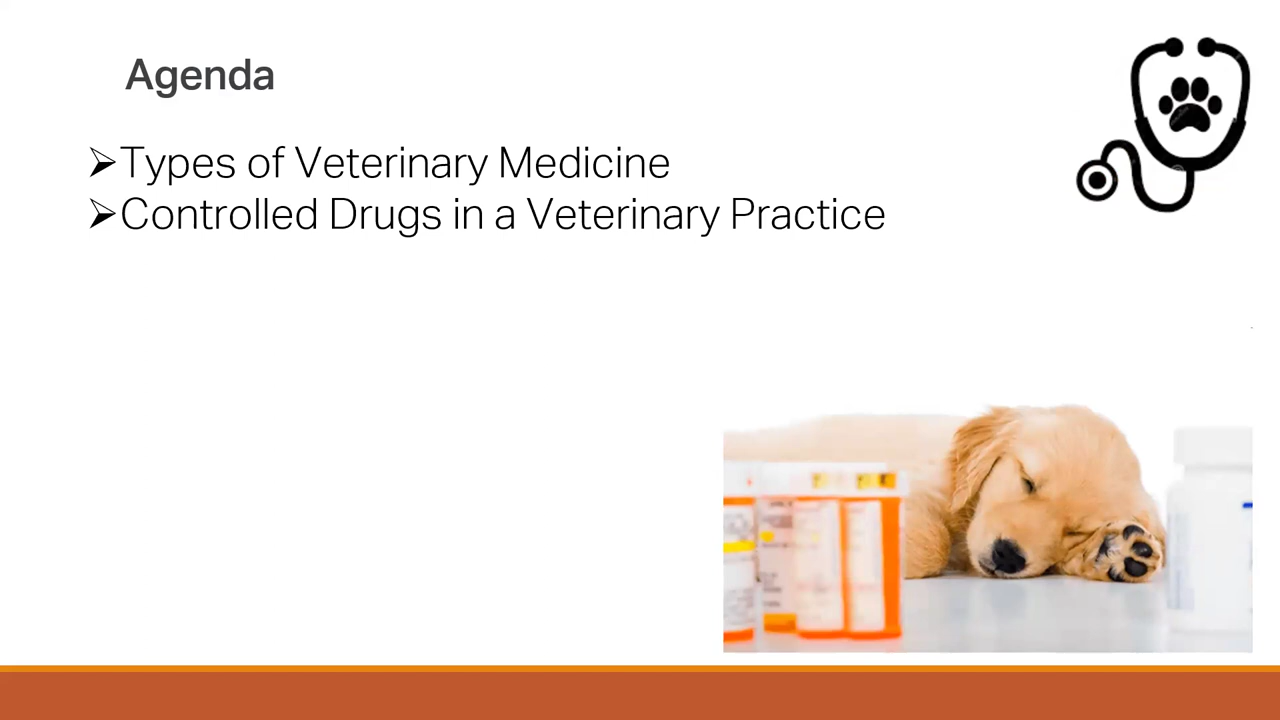 Agenda
➢Types of Veterinary Medicine
➢Controlled Drugs in a Veterinary Practice